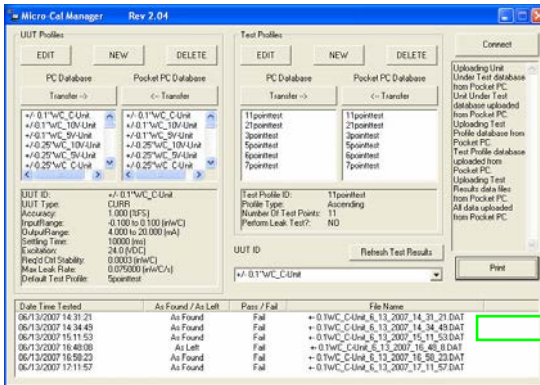 Micro-Cal Manager Rev 2.04
UUT Profiles
EDIT NEW DELETE
PC Database Pocket PC Database
Transfer --> <-- Transfer
+/- 0.1"WC_C-Unit
+/-0.1"WC_10V-Unit
+/-0.1"WC_5V-Unit
+/-0.25"WC_10V-Unit
+/-0.25"WC_5V-Unit
+/-0.25"WC_C-Unit
+/- 0.1"WC_C-Unit
+/-0.1"WC_10V-Unit
+/-0.1"WC_5V-Unit
+/-0.25"WC_10V-Unit
+/-0.25"WC_5V-Unit
+/-0.25"WC_C-Unit
UUT ID: +/- 0.1"WC_C-Unit
UUT Type: CURR
Accuracy: 1.000 (%FS)
InputRange: -0.100 to 0.100 (inWC)
OutputRange: 4.000 to 20.000 (mA)
Settling Time: 10000 (ms)
Excitation: 24.0 (VDC)
Req'd Ctrl Stability: 0.0003 (inWC)
Max Leak Rate: 0.075000 (inWC/s)
Default Test Profile: 5pointtest
Test Profiles
EDIT NEW DELETE
PC Database Pocket PC Database
Transfer --> <-- Transfer
11pointtest
21pointtest
3pointtest
5pointtest
6pointtest
7pointtest
11pointtest
21pointtest
3pointtest
5pointtest
6pointtest
7pointtest
Test Profile ID: 11pointtest
Profile Type: Ascending
Number Of Test Points: 11
Perform Leak Test?: NO
UUT ID
Refresh Test Results
+/- 0.1"WC_C-Unit
Connect
Uploading Unit
Under Test database
from Pocket PC.
Unit Under Test
database uploaded
from Pocket PC.
Uploading Test
Profile database from
Pocket PC.
Test Profile database
uploaded from
Pocket PC.
Uploading Test
Results data files
from Pocket PC.
All data uploaded
from Pocket PC.
Print
Date Time Tested As Found / As Left Pass / Fail File Name
06/13/2007 14:31:21 As Found Fail +-0.1WC_C-Unit_6_13_2007_14_31_21.DAT
06/13/2007 14:34:49 As Found Fail +-0.1WC_C-Unit_6_13_2007_14_34_49.DAT
06/13/2007 15:11:53 As Found Fail +-0.1WC_C-Unit_6_13_2007_15_11_53.DAT
06/13/2007 16:48:08 As Left Fail +-0.1WC_C-Unit_6_13_2007_16_48_8.DAT
06/13/2007 16:58:23 As Found Fail +-0.1WC_C-Unit_6_13_2007_16_58_23.DAT
06/13/2007 17:11:57 As Found Fail +-0.1WC_C-Unit_6_13_2007_17_11_57.DAT